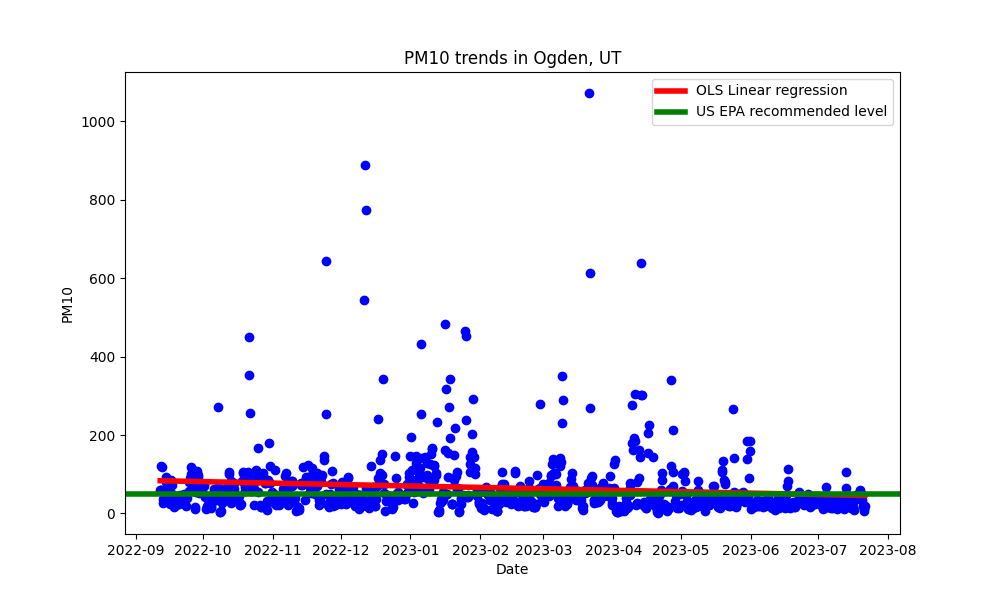 PM10 trends in Ogden, UT
OLS Linear regression
US EPA recommended level
1000
800
600
400
200
0
PM10
2022-09 2022-10 2022-11 2022-12 2023-01 2023-02 2023-03 2023-04 2023-05 2023-06 2023-07 2023-08
Date